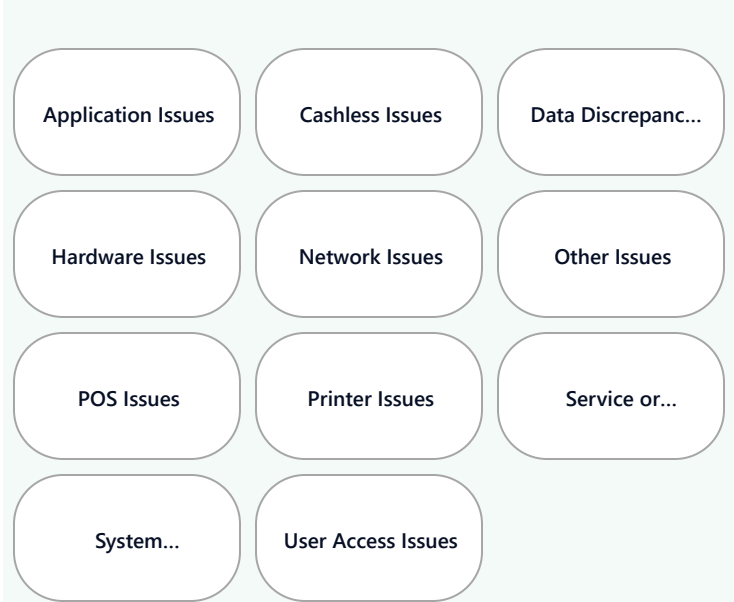 Application Issues
Cashless Issues
Data Discrepanc...
Hardware Issues
Network Issues
Other Issues
POS Issues
Printer Issues
Service or...
System...
User Access Issues